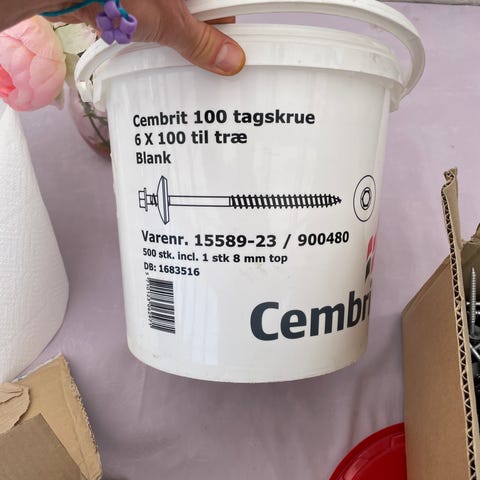 Cembrit 100 tagskrue
6 X 100 til træ
Blank
Varenr. 15589-23 / 900480
500 stk. incl. 1 stk 8 mm top
DB: 1683516
Cembri